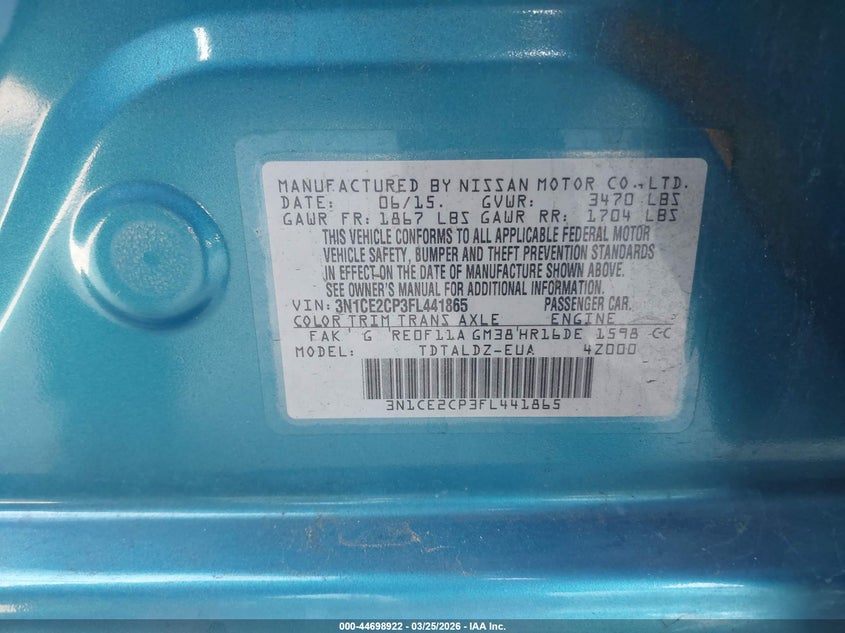 MANUFACTURED BY NISSAN MOTOR CO.,LTD.
DATE: 06/15. GVWR: 3470 LBS
GAWR FR: 1867 LBS GAWR RR: 1704 LBS
THIS VEHICLE CONFORMS TO ALL APPLICABLE FEDERAL MOTOR
VEHICLE SAFETY, BUMPER AND THEFT PREVENTION STANDARDS
IN EFFECT ON THE DATE OF MANUFACTURE SHOWN ABOVE.
SEE OWNER'S MANUAL FOR ADDITIONAL INFORMATION.
VIN: 3N1CE2CP3FL441865 PASSENGER CAR.
COLOR TRIM TRANS AXLE ENGINE
FAK G RE0F11A GM38 HR16DE 1598 CC
MODEL: TDTALDZ-EUA 4Z000
3N1CE2CP3FL441865
000-44698922 - 03/25/2026 - IAA Inc.